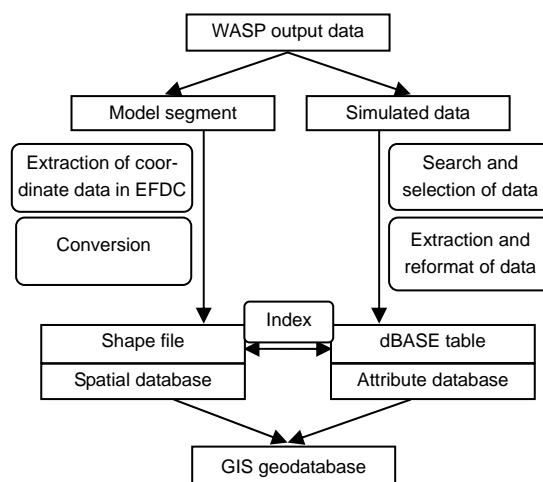 WASP output data
Model segment
Simulated data
Extraction of coor-
dinate data in EFDC
Search and
selection of data
Conversion
Extraction and
reformat of data
Index
Shape file
dBASE table
Spatial database
Attribute database
GIS geodatabase